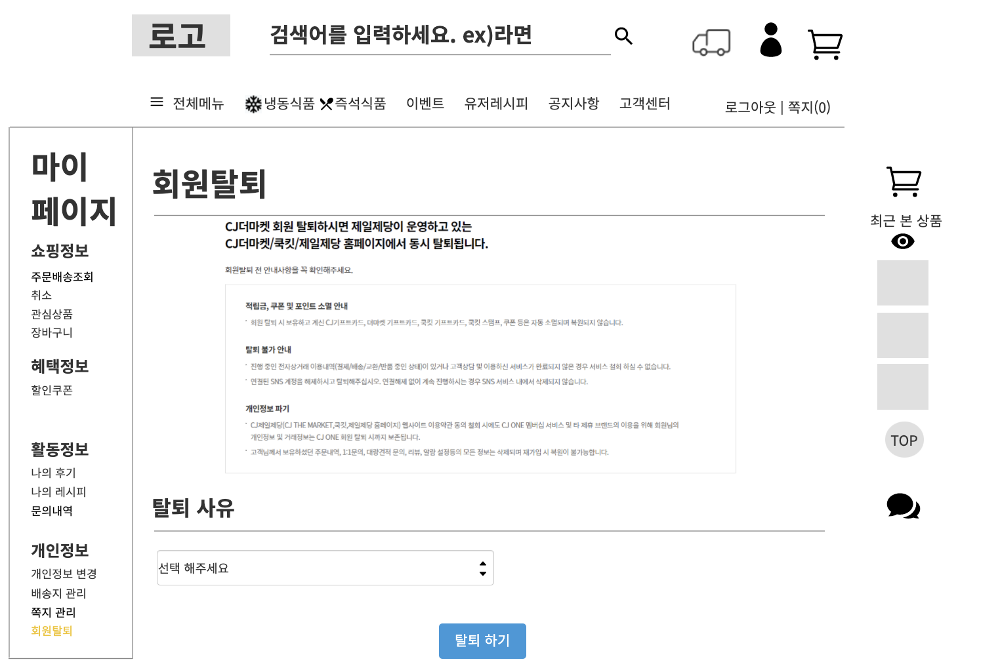 로고
검색어를 입력하세요. ex)라면
전체메뉴 냉동식품 즉석식품 이벤트 유저레시피 공지사항 고객센터 로그아웃 | 쪽지(0)
마이
페이지
쇼핑정보
주문배송조회
취소
관심상품
장바구니
혜택정보
할인쿠폰
활동정보
나의 후기
나의 레시피
문의내역
개인정보
개인정보 변경
배송지 관리
쪽지 관리
회원탈퇴
회원탈퇴
CJ더마켓 회원 탈퇴하시면 제일제당이 운영하고 있는
CJ더마켓/쿡킷/제일제당 홈페이지에서 동시 탈퇴됩니다.
회원탈퇴 전 안내사항을 꼭 확인해주세요.
적립금, 쿠폰 및 포인트 소멸 안내
· 회원 탈퇴 시 보유하고 계신 CJ기프트카드, 더마켓 기프트카드, 쿡킷 기프트카드, 쿡킷 스탬프, 쿠폰 등은 자동 소멸되며 복원되지 않습니다.
탈퇴 불가 안내
· 진행 중인 전자상거래 이용내역(결제/배송/교환/반품 중인 상태)이 있거나 고객상담 및 이용하신 서비스가 완료되지 않은 경우 서비스 철회 하실 수 없습니다.
· 연결된 SNS 계정을 해제하시고 탈퇴해주십시오. 연결해제 없이 계속 진행하시는 경우 SNS 서비스 내에서 삭제되지 않습니다.
개인정보 파기
· CJ제일제당(CJ THE MARKET,쿡킷,제일제당 홈페이지) 웹사이트 이용약관 동의 철회 시에도 CJ ONE 멤버십 서비스 및 타 제휴 브랜드의 이용을 위해 회원님의
개인정보 및 거래정보는 CJ ONE 회원 탈퇴 시까지 보존됩니다.
· 고객님께서 보유하셨던 주문내역, 1:1문의, 대량견적 문의, 리뷰, 알람 설정등의 모든 정보는 삭제되며 재가입 시 복원이 불가능합니다.
탈퇴 사유
선택 해주세요
탈퇴 하기
최근 본 상품
TOP